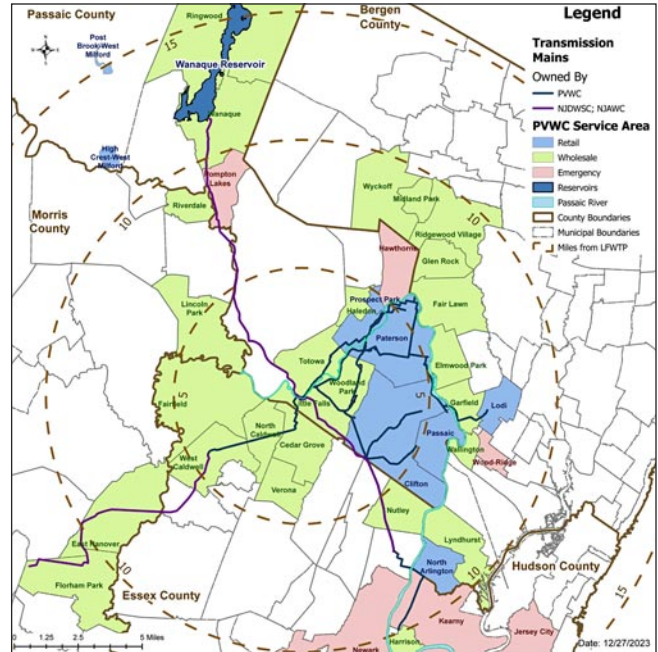 Passaic County
Bergen
County
Ringwood
15
Post
Brook-West
Milford
N
Wanaque Reservoir
Wanaque
High
Crest-West
Milford
Pompton
Lakes
Riverdale
Morris
County
10
10
Wyckoff
Midland Park
Ridgewood Village
Hawthorne
Glen Rock
Lincoln
Park
Prospect Park
Haledon
Fair Lawn
Paterson
Totowa
Elmwood Park
Woodland
Park
5
5
Fairfield
Little Falls
Garfield
Lodi
North
Caldwell
Passaic
West
Caldwell
Cedar Grove
Wallington
Wood-Ridge
Verona
Clifton
Nutley
East Hanover
Lyndhurst
Hudson County
10
North
Arlington
10
Florham Park
15
Essex County
Kearny
Jersey City
Harrison
Newark
0 1.25 2.5 5 Miles
Date: 12/27/2023
Legend
Transmission
Mains
Owned By
PVWC
NJDWSC; NJAWC
PVWC Service Area
Retail
Wholesale
Emergency
Reservoirs
Passaic River
County Boundaries
Municipal Boundaries
Miles from LFWTP